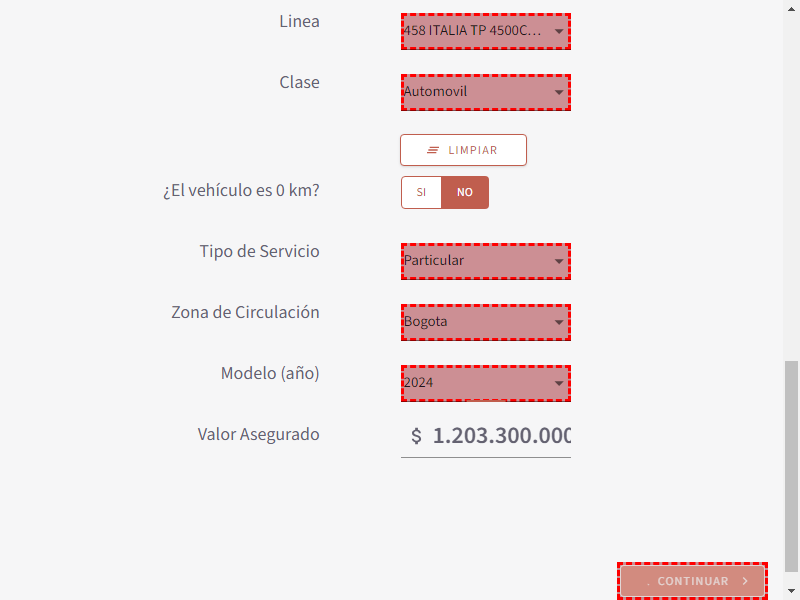 Linea
458 ITALIA TP 4500C...
Clase
Automovil
LIMPIAR
¿El vehículo es 0 km?
SI
NO
Tipo de Servicio
Particular
Zona de Circulación
Bogota
Modelo (año)
2024
Valor Asegurado
$ 1.203.300.000
CONTINUAR